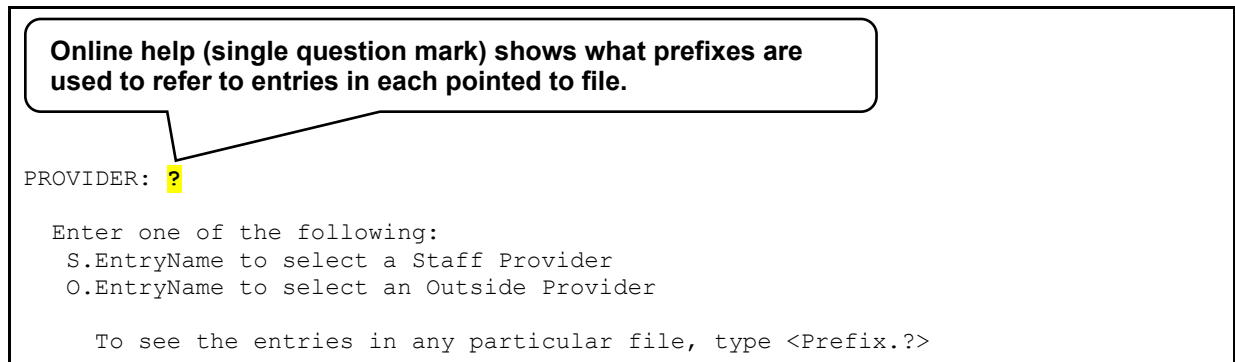 Online help (single question mark) shows what prefixes are
used to refer to entries in each pointed to file.
PROVIDER: ?
Enter one of the following:
S.EntryName to select a Staff Provider
O.EntryName to select an Outside Provider
To see the entries in any particular file, type <Prefix.?>